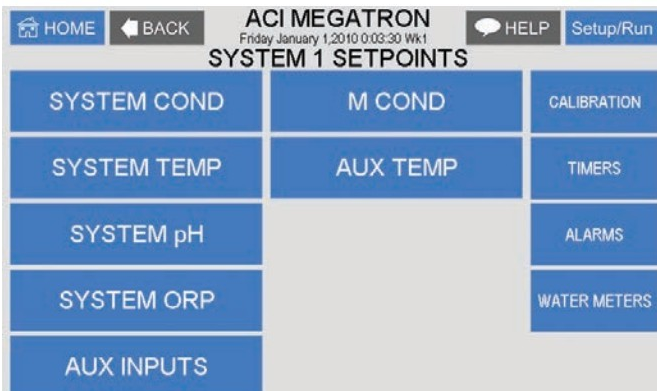 HOME
BACK
ACI MEGATRON
Friday January 1,2010 0:03:30 Wk1
HELP
Setup/Run
SYSTEM 1 SETPOINTS
SYSTEM COND
M COND
CALIBRATION
SYSTEM TEMP
AUX TEMP
TIMERS
SYSTEM pH
ALARMS
SYSTEM ORP
WATER METERS
AUX INPUTS